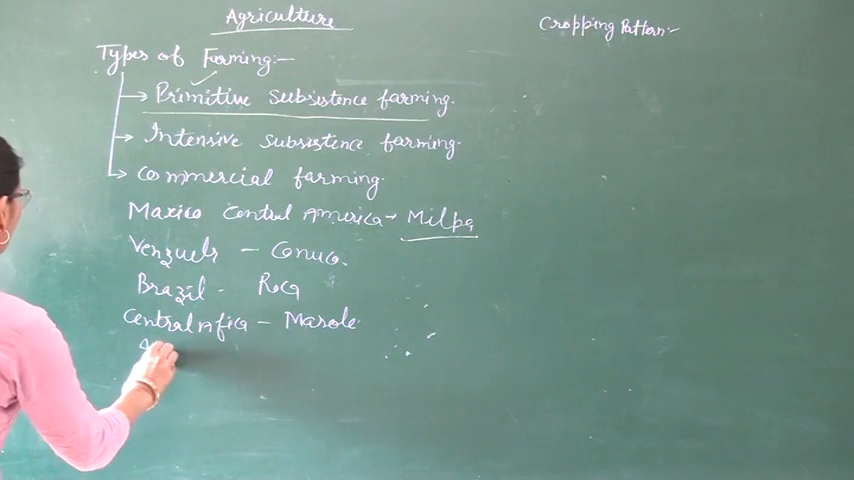 Agriculture
Cropping Pattern:-
Types of Farming:-
Primitive Subsistence farming.
Intensive Subsistence farming.
Commercial farming.
Maxico Central America - Milpa
Venzuelr - Conuco.
Brazil - Roca
Central Africa - Masole